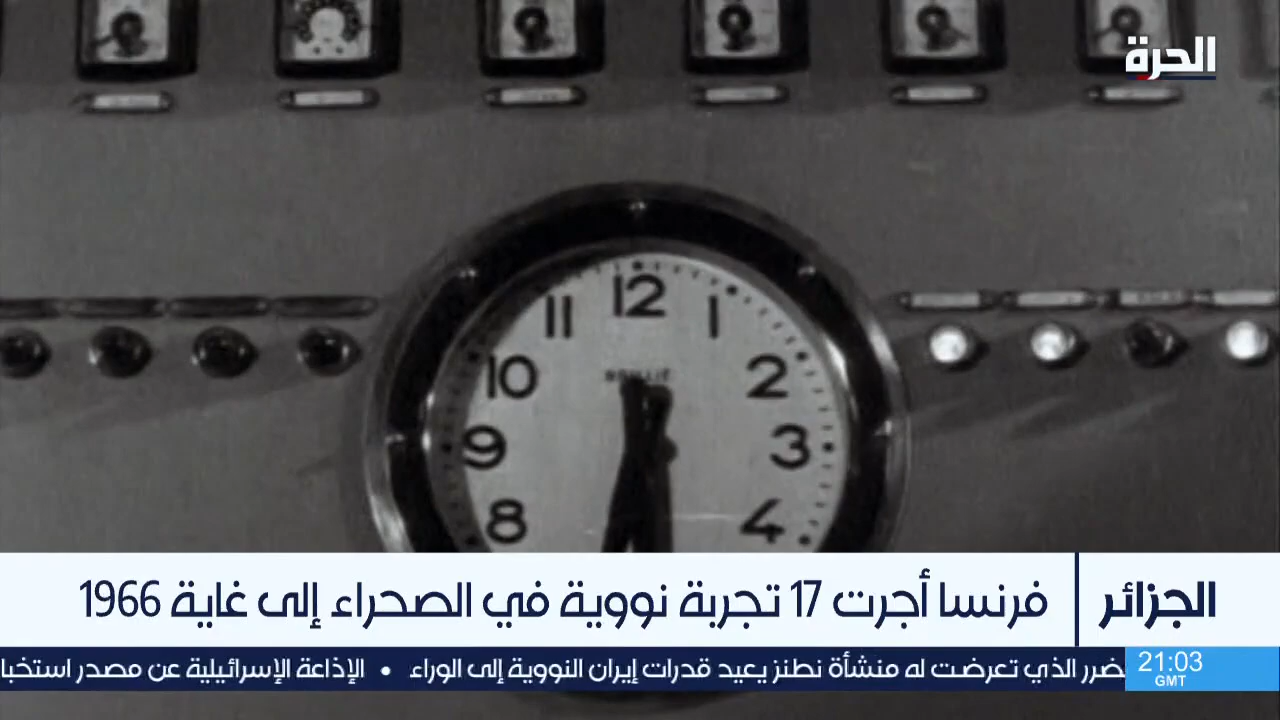 الحرة
12
11
1
10
2
9
3
8
4
الجزائر
فرنسا أجرت 17 تجربة نووية في الصحراء إلى غاية 1966
21:03
GMT
الذي تعرضت له منشأة نطنز يعيد قدرات إيران النووية إلى الوراء • الإذاعة الإسرائيلية عن مصدر